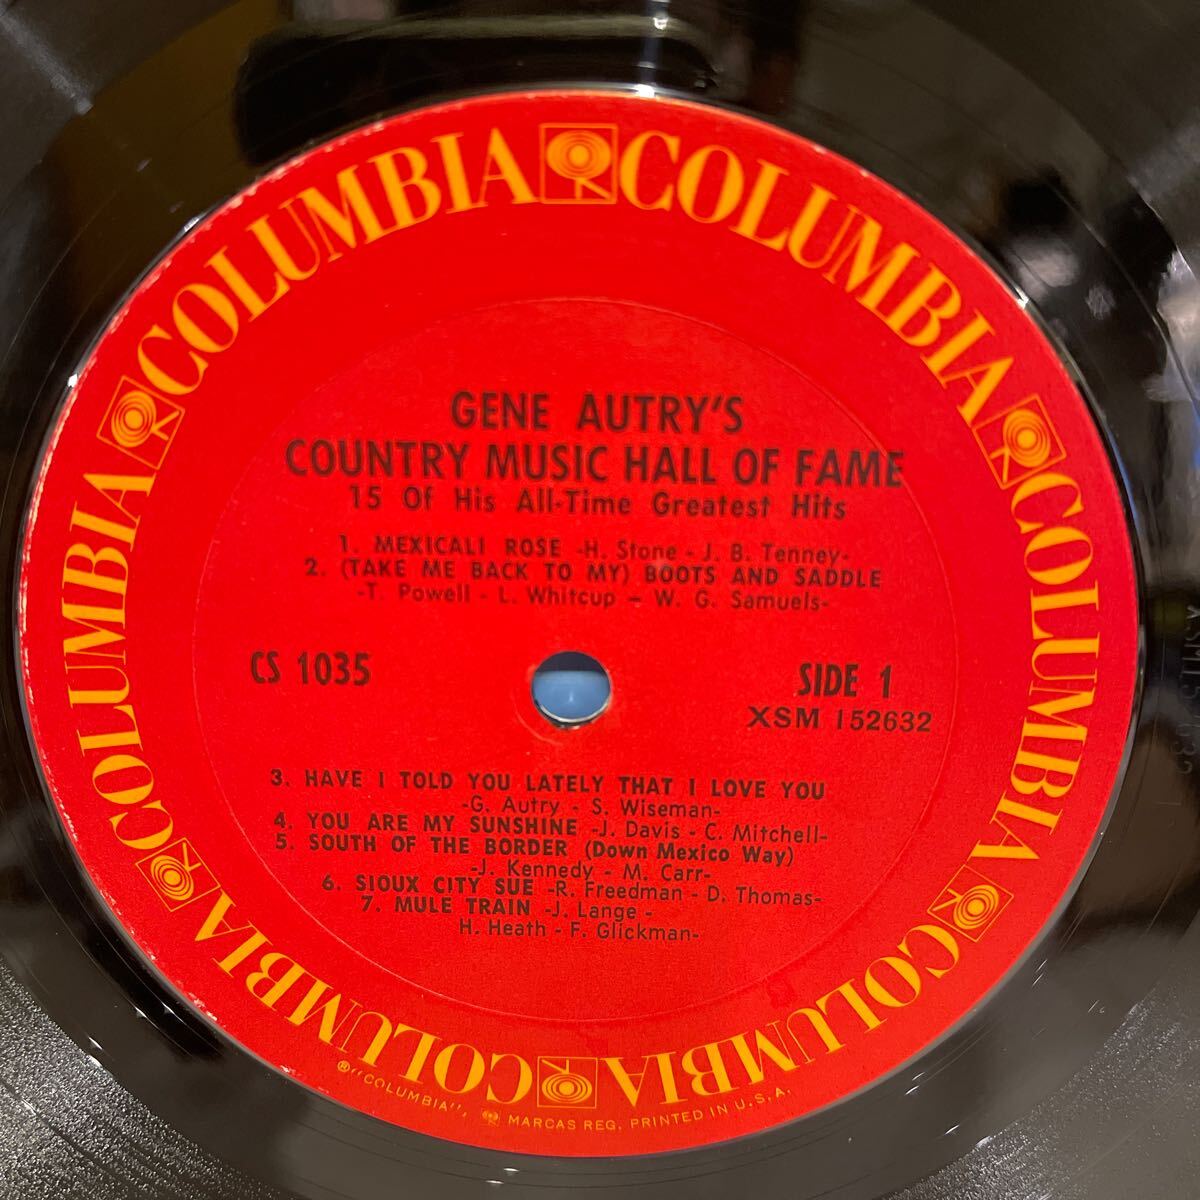 COLUMBIA COLUMBIA COLUMBIA COLUMBIA COLUMBIA COLUMBIA
GENE AUTRY'S
COUNTRY MUSIC HALL OF FAME
15 Of His All-Time Greatest Hits
1. MEXICALI ROSE -H. Stone - J. B. Tenney-
2. (TAKE ME BACK TO MY) BOOTS AND SADDLE
-T. Powell - L. Whitcup - W. G. Samuels-
CS 1035
SIDE 1
XSM 152632
3. HAVE I TOLD YOU LATELY THAT I LOVE YOU
-G. Autry - S. Wiseman-
4. YOU ARE MY SUNSHINE -J. Davis - C. Mitchell-
5. SOUTH OF THE BORDER (Down Mexico Way)
-J. Kennedy - M. Carr-
6. SIOUX CITY SUE -R. Freedman - D. Thomas-
7. MULE TRAIN -J. Lange -
H. Heath - F. Glickman-
®"COLUMBIA", MARCAS REG. PRINTED IN U.S.A.